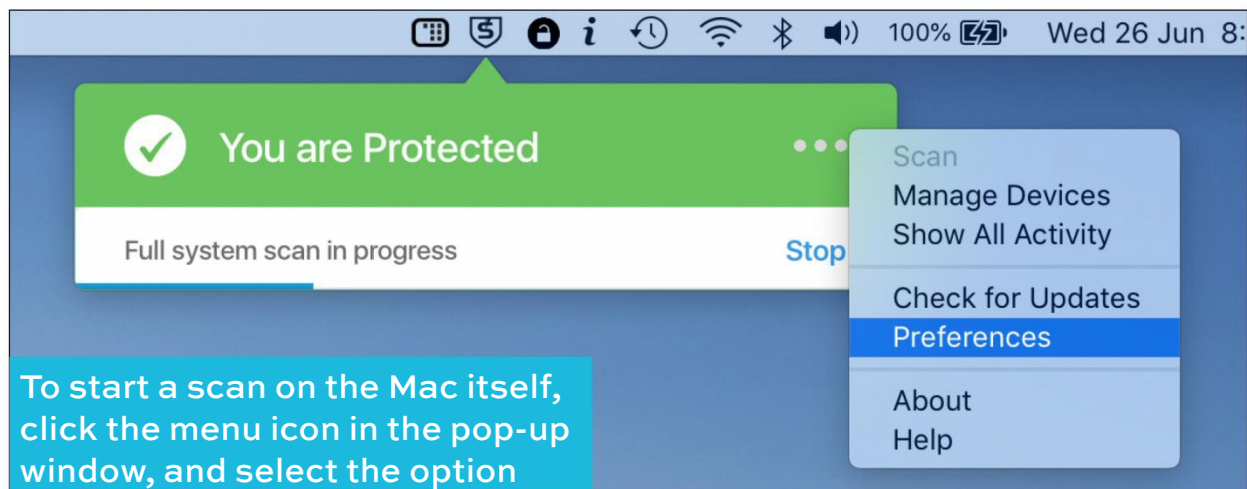 100% Wed 26 Jun 8:
You are Protected
Full system scan in progress Stop
Scan
Manage Devices
Show All Activity
Check for Updates
Preferences
About
Help
To start a scan on the Mac itself,
click the menu icon in the pop-up
window, and select the option